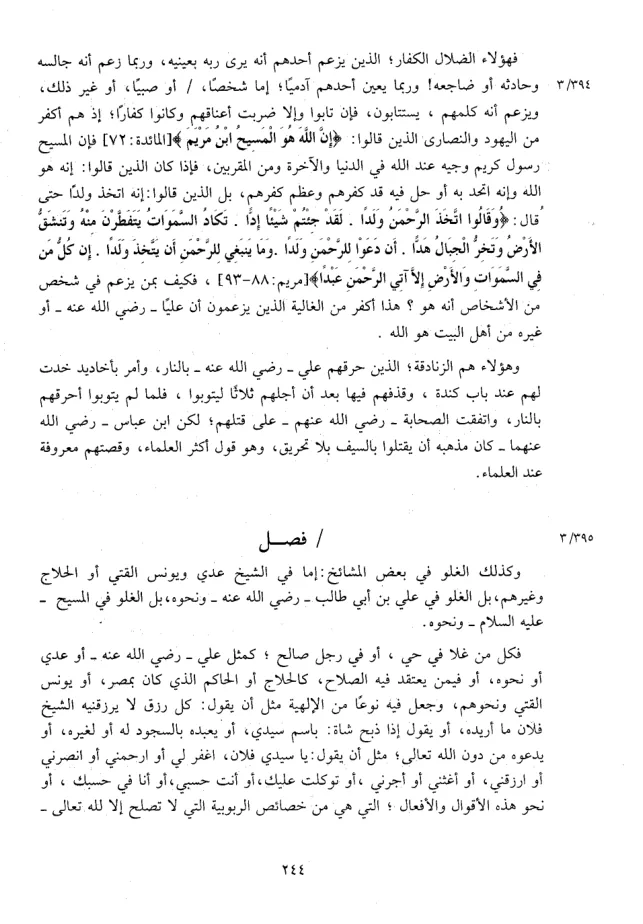 فهؤلاء الضلال الكفار؛ الذين يزعم أحدهم أنه يرى ربه بعينيه، وربما زعم أنه جالسه
٣/٣٩٤ وحادثه أو ضاجعه! وربما يعين أحدهم آدميًا؛ إما شخصًا، / أو صبيًا، أو غير ذلك،
ويزعم أنه كلمهم ، يستتابون، فإن تابوا وإلا ضربت أعناقهم وكانوا كفارًا؛ إذ هم أكفر
من اليهود والنصارى الذين قالوا: ﴿إِنَّ اللَّهَ هُوَ الْمَسِيحُ ابْنُ مَرْيَمَ ﴾[المائدة:٧٢] فإن المسيح
رسول كريم وجيه عند الله في الدنيا والآخرة ومن المقربين، فإذا كان الذين قالوا: إنه هو
الله وإنه اتحد به أو حل فيه قد كفرهم وعظم كفرهم، بل الذين قالوا:إنه اتخذ ولدًا حتى
قال: ﴿وَقَالُوا اتَّخَذَ الرَّحْمَنُ وَلَدًا . لَقَدْ جِئْتُمْ شَيْئًا إِدًّا . تَكَادُ السَّمَوَاتُ يَتَفَطَّرْنَ مِنْهُ وَتَنشَقُّ
الأَرْضُ وَتَخِرُّ الْجِبَالُ هَدًّا . أَن دَعَوْا لِلرَّحْمَنِ وَلَدًا .وَمَا يَنبَغِي لِلرَّحْمَنِ أَن يَتَّخِذَ وَلَدًا . إِن كُلُّ مَن
فِي السَّمَوَاتِ وَالأَرْضِ إِلاَّ آتِي الرَّحْمَنِ عَبْدًا﴾[مريم:٨٨-٩٣] ، فكيف بمن يزعم في شخص
من الأشخاص أنه هو ؟ هذا أكفر من الغالية الذين يزعمون أن عليًا ـ رضي الله عنه ـ أو
غيره من أهل البيت هو الله .
وهؤلاء هم الزنادقة؛ الذين حرقهم علي ـ رضي الله عنه ـ بالنار، وأمر بأخاديد خدت
لهم عند باب كندة ، وقذفهم فيها بعد أن أجلهم ثلاثًا ليتوبوا ، فلما لم يتوبوا أحرقهم
بالنار، واتفقت الصحابة ـ رضي الله عنهم ـ على قتلهم؛ لكن ابن عباس ـ رضي الله
عنهما ـ كان مذهبه أن يقتلوا بالسيف بلا تحريق، وهو قول أكثر العلماء، وقصتهم معروفة
عند العلماء.
٣/٣٩٥ / فصـــل
وكذلك الغلو في بعض المشائخ:إما في الشيخ عدي ويونس القتي أو الحلاج
وغيرهم،بل الغلو في علي بن أبي طالب ـ رضي الله عنه ـ ونحوه،بل الغلو في المسيح ـ
عليه السلام ـ ونحوه.
فكل من غلا في حي ، أو في رجل صالح ؛ كمثل علي ـ رضي الله عنه ـ أو عدي
أو نحوه، أو فيمن يعتقد فيه الصلاح، كالحلاج أو الحاكم الذي كان بمصر، أو يونس
القتي ونحوهم، وجعل فيه نوعًا من الإلهية مثل أن يقول: كل رزق لا يرزقنيه الشيخ
فلان ما أريده، أو يقول إذا ذبح شاة: باسم سيدي، أو يعبده بالسجود له أو لغيره، أو
يدعوه من دون الله تعالى؛ مثل أن يقول:يا سيدي فلان، اغفر لي أو ارحمني أو انصرني
أو ارزقني، أو أغثني أو أجرني ،أو توكلت عليك،أو أنت حسبي،أو أنا في حسبك ، أو
نحو هذه الأقوال والأفعال ؛ التي هي من خصائص الربوبية التي لا تصلح إلا لله تعالى ـ
٢٤٤